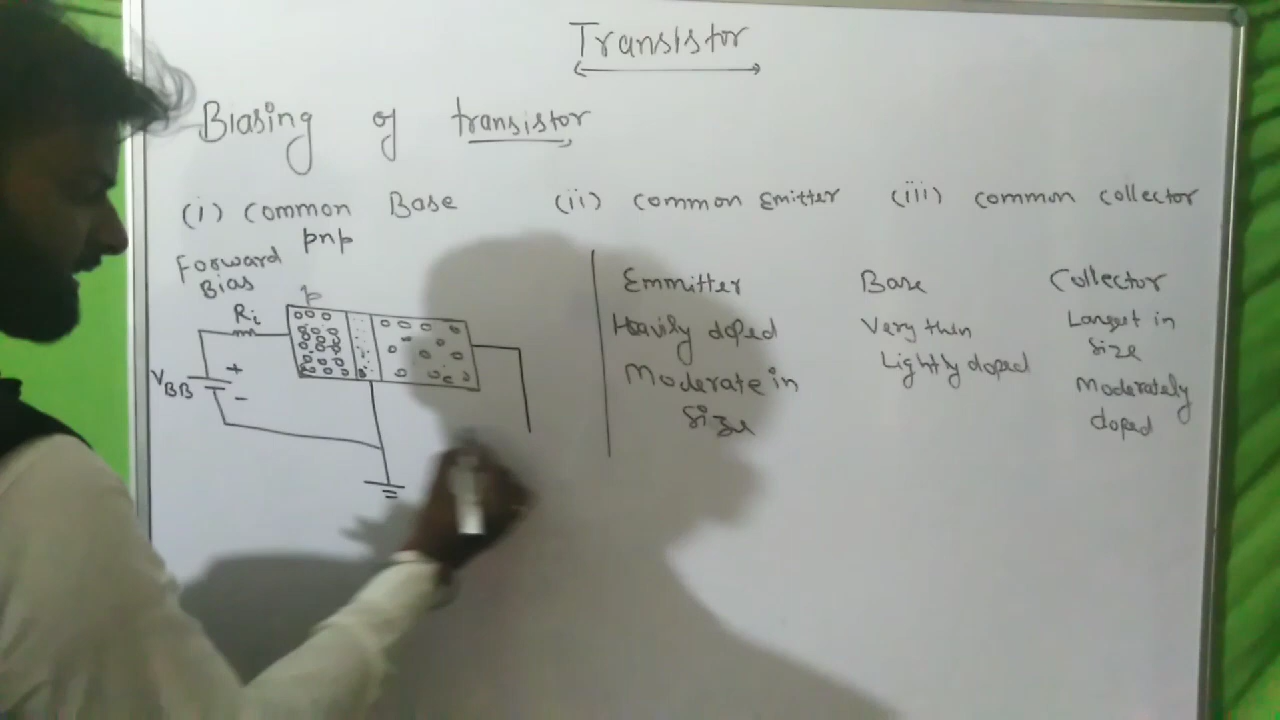 Transistor
Biasing of transistor
(i) Common Base (ii) common Emitter (iii) common collector
pnp
Forward
Bias
Ri
p
VBB
+
-
Emmitter
Heavily doped
Moderate in
size
Base
Very thin
Lightly doped
Collector
Largest in
size
Moderately
doped